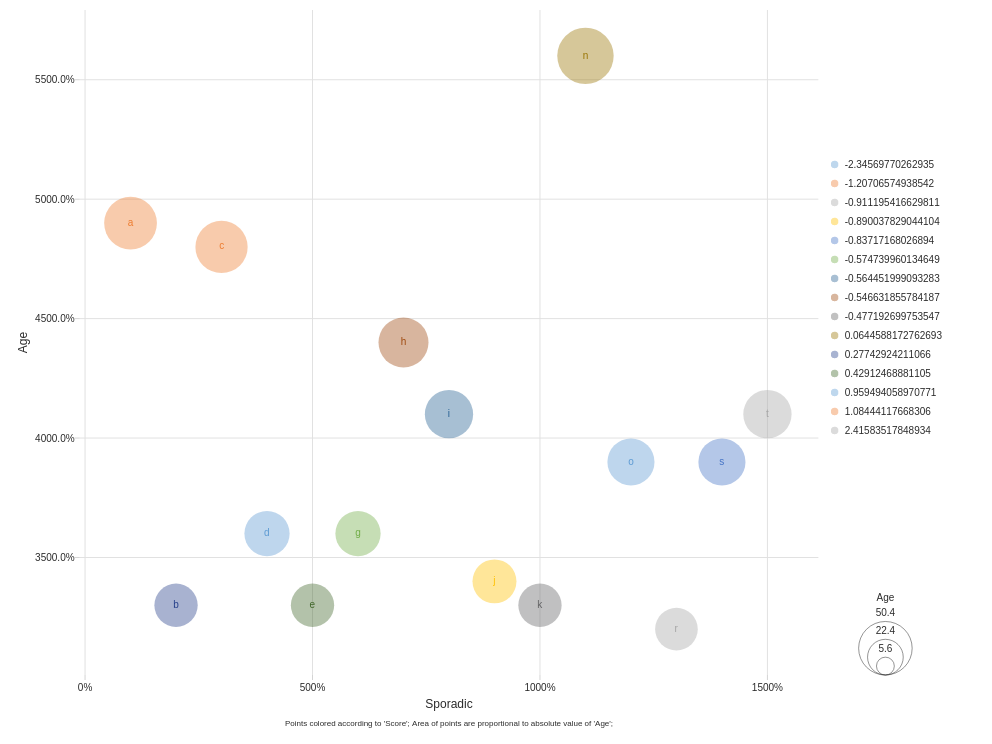 5500.0%
n
5000.0%
a
c
4500.0%
h
Age
i
t
4000.0%
o
s
3500.0%
d
g
b
e
j
k
r
0%
500%
1000%
1500%
Sporadic
Points colored according to 'Score'; Area of points are proportional to absolute value of 'Age';
-2.34569770262935
-1.20706574938542
-0.911195416629811
-0.890037829044104
-0.83717168026894
-0.574739960134649
-0.564451999093283
-0.546631855784187
-0.477192699753547
0.0644588172762693
0.27742924211066
0.42912468881105
0.959494058970771
1.08444117668306
2.41583517848934
Age
50.4
22.4
5.6